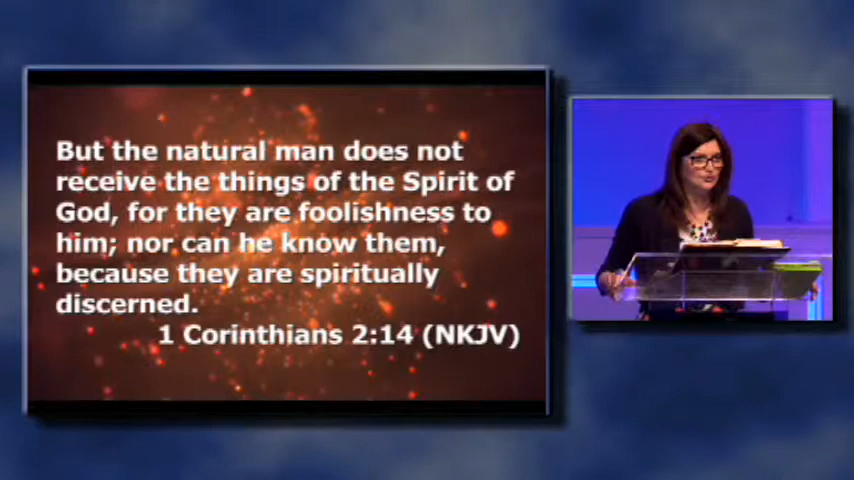 But the natural man does not
receive the things of the Spirit of
God, for they are foolishness to
him; nor can he know them,
because they are spiritually
discerned.
1 Corinthians 2:14 (NKJV)